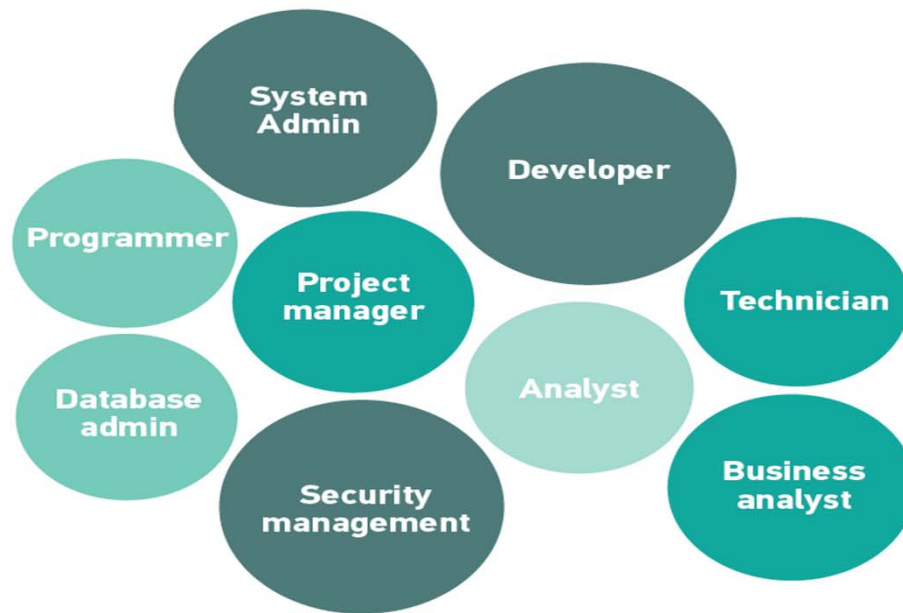 System
Admin
Developer
Programmer
Project
manager
Technician
Analyst
Database
admin
Security
management
Business
analyst